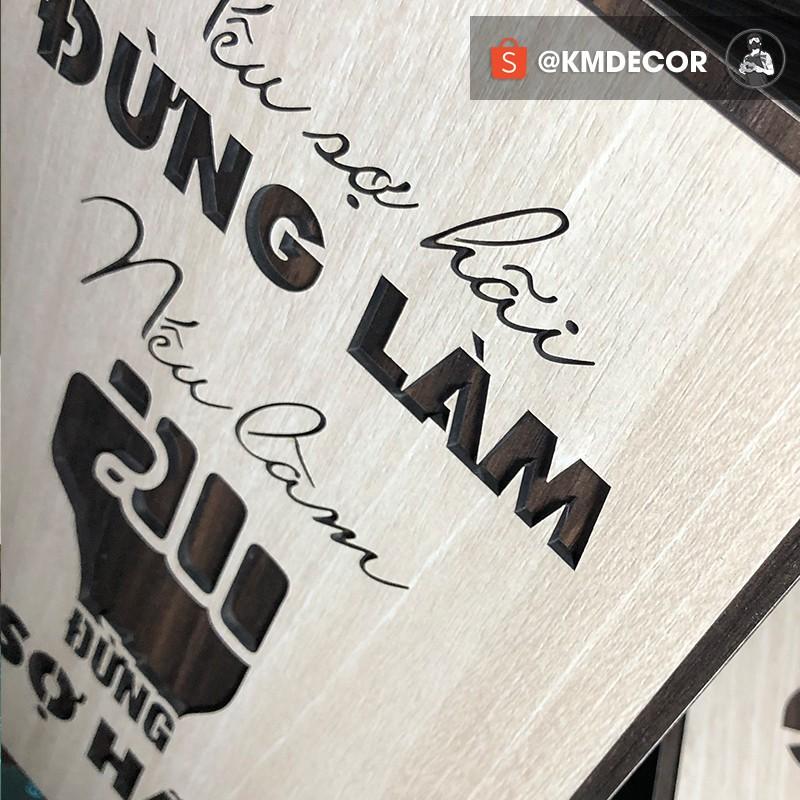 @KMDECOR
Nếu sợ hãi
ĐỪNG LÀM
Nếu làm
ĐỪNG
SỢ HÃ